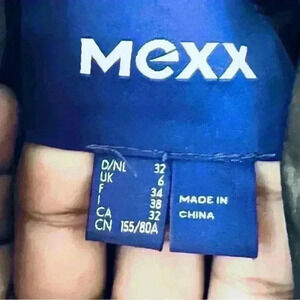 mexx
D/NL 32
UK 6
F 34
I 38
CA 32
CN 155/80A
MADE IN
CHINA